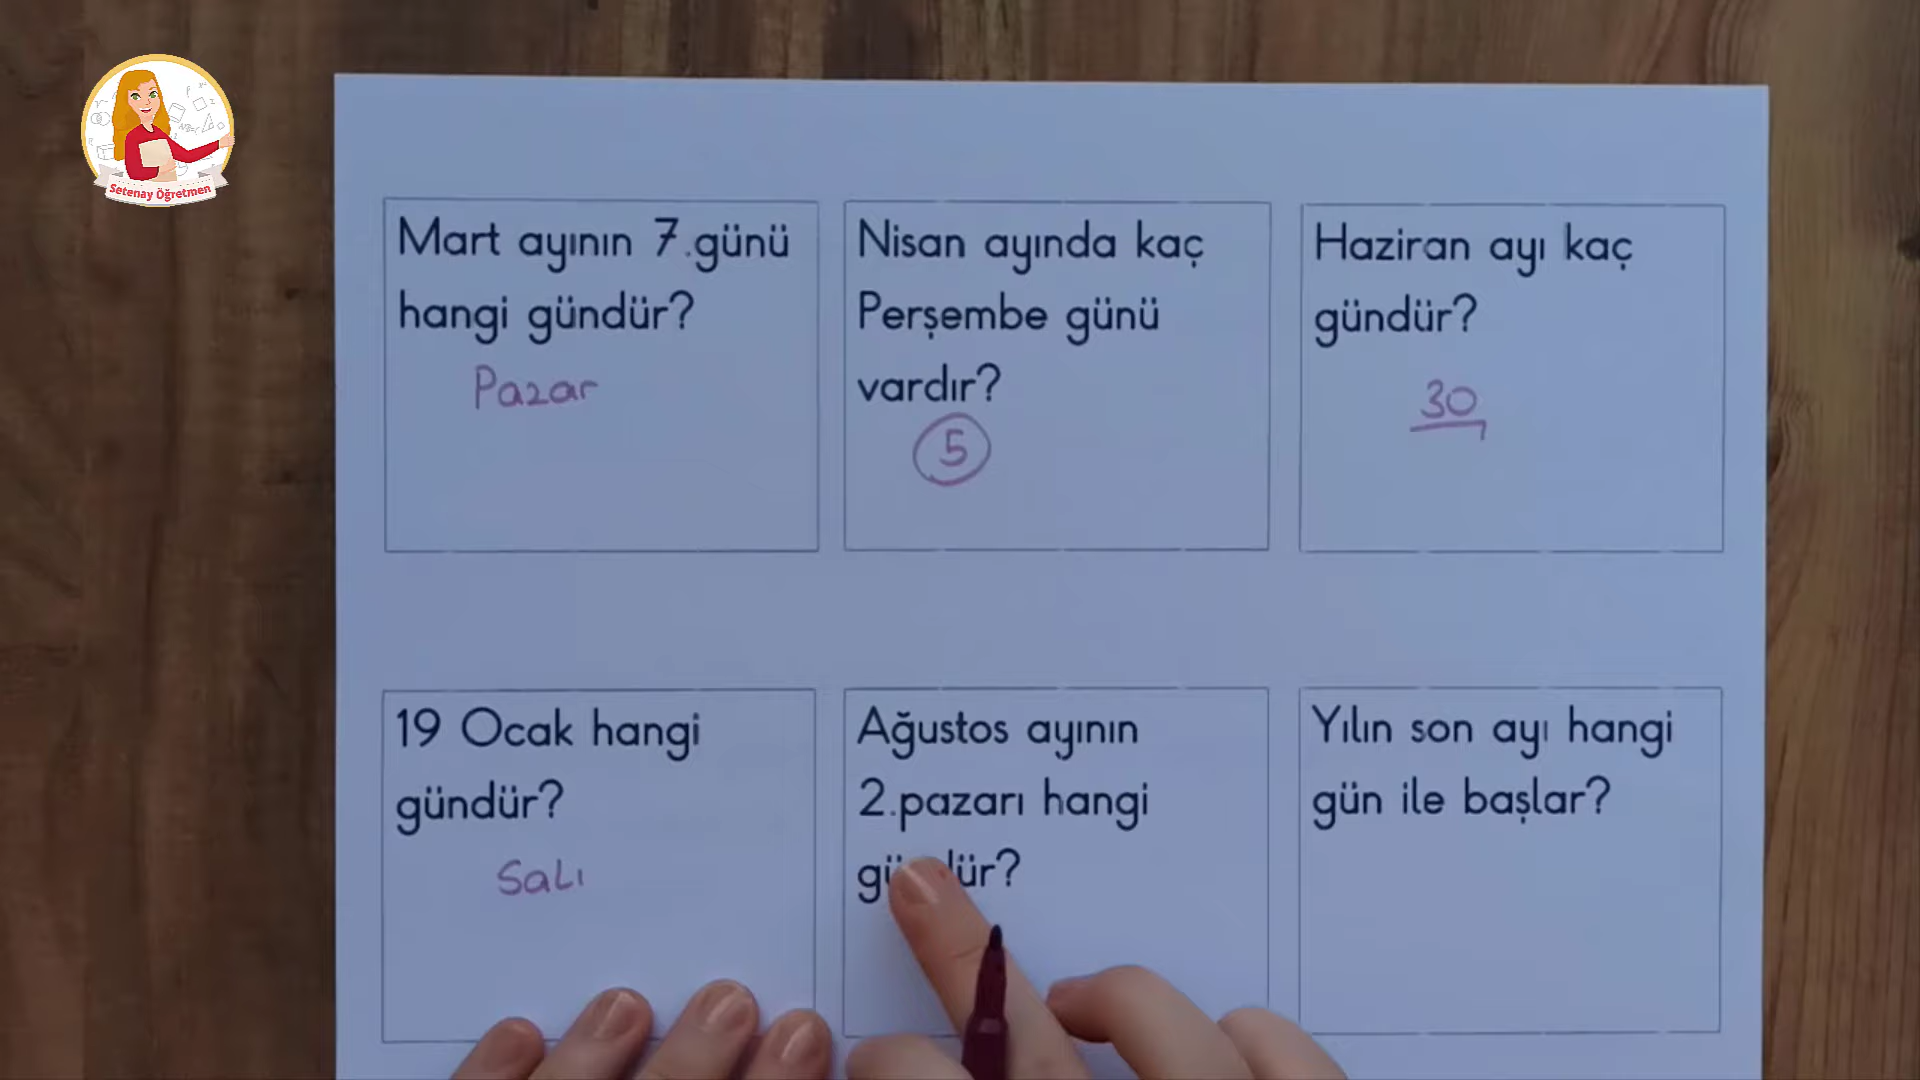 Setenay Öğretmen
Mart ayının 7.günü
hangi gündür?
Pazar
Nisan ayında kaç
Perşembe günü
vardır?
5
Haziran ayı kaç
gündür?
30
19 Ocak hangi
gündür?
Salı
Ağustos ayının
2.pazarı hangi
Yılın son ayı hangi
gün ile başlar?